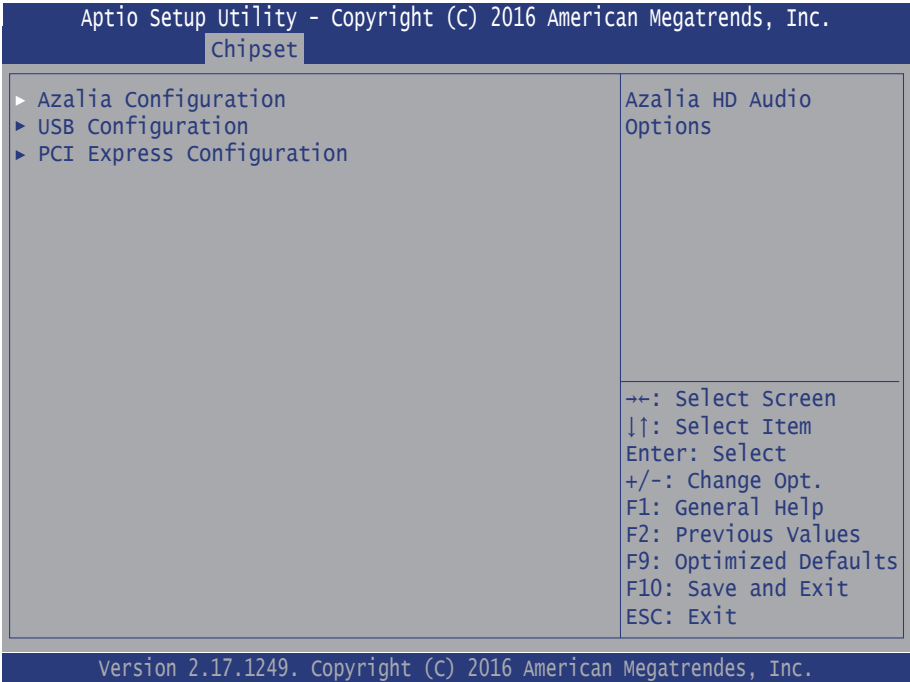 Aptio Setup Utility - Copyright (C) 2016 American Megatrends, Inc.
Chipset
► Azalia Configuration
► USB Configuration
► PCI Express Configuration
Azalia HD Audio
Options
→←: Select Screen
↓↑: Select Item
Enter: Select
+/-: Change Opt.
F1: General Help
F2: Previous Values
F9: Optimized Defaults
F10: Save and Exit
ESC: Exit
Version 2.17.1249. Copyright (C) 2016 American Megatrendes, Inc.